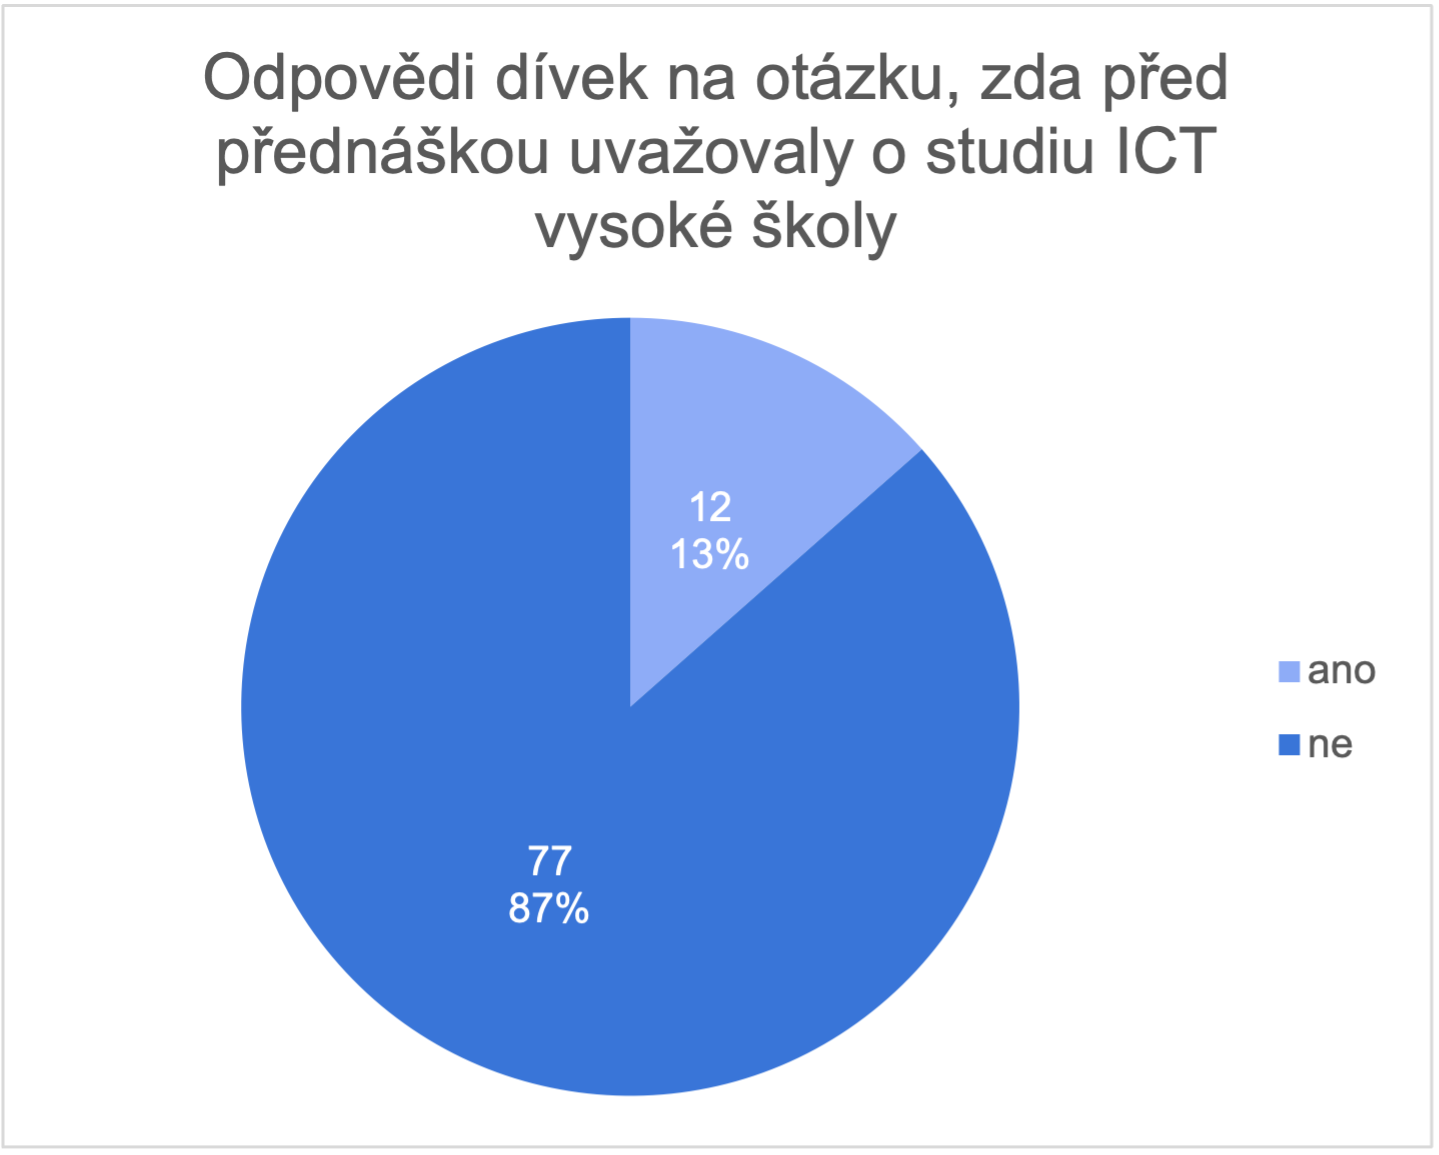 Odpovědi dívek na otázku, zda před
přednáškou uvažovaly o studiu ICT
vysoké školy
12
13%
77
87%
ano
ne